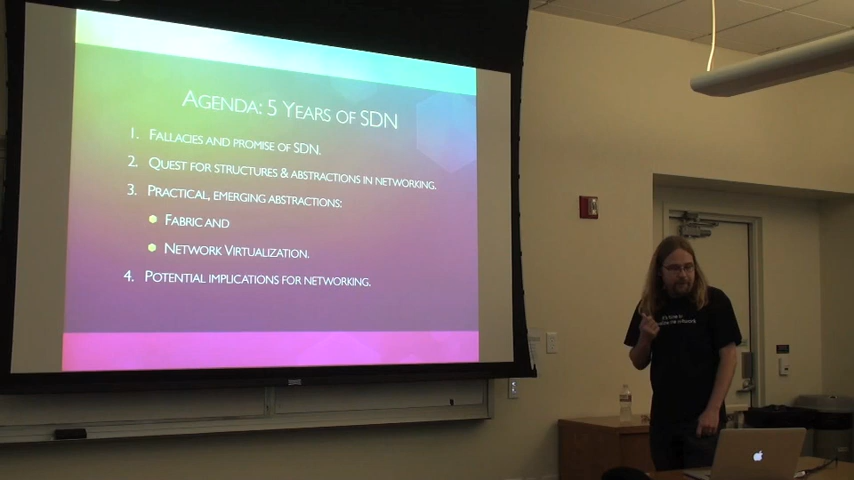 AGENDA: 5 YEARS OF SDN
1. FALLACIES AND PROMISE OF SDN.
2. QUEST FOR STRUCTURES & ABSTRACTIONS IN NETWORKING.
3. PRACTICAL, EMERGING ABSTRACTIONS:
FABRIC AND
NETWORK VIRTUALIZATION.
4. POTENTIAL IMPLICATIONS FOR NETWORKING.